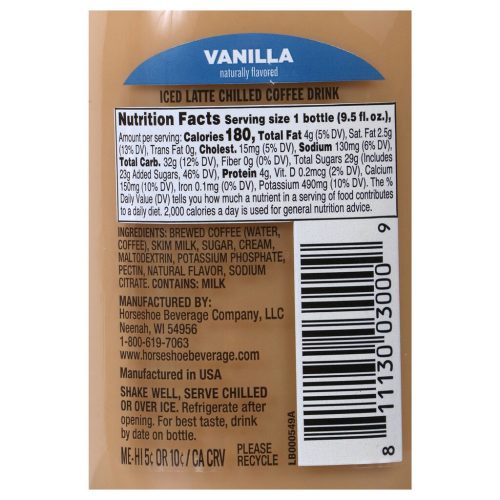 VANILLA
naturally flavored
ICED LATTE CHILLED COFFEE DRINK
Nutrition Facts Serving size 1 bottle (9.5 fl.oz.),
Amount per serving: Calories 180, Total Fat 4g (5% DV), Sat. Fat 2.5g
(13% DV), Trans Fat 0g, Cholest. 15mg (5% DV), Sodium 130mg (6% DV),
Total Carb. 32g (12% DV), Fiber 0g (0% DV), Total Sugars 29g (Includes
23g Added Sugars, 46% DV), Protein 4g, Vit. D 0.2mcg (2% DV), Calcium
150mg (10% DV), Iron 0.1mg (0% DV), Potassium 490mg (10% DV). The %
Daily Value (DV) tells you how much a nutrient in a serving of food contributes
to a daily diet. 2,000 calories a day is used for general nutrition advice.
INGREDIENTS: BREWED COFFEE (WATER,
COFFEE), SKIM MILK, SUGAR, CREAM,
MALTODEXTRIN, POTASSIUM PHOSPHATE,
PECTIN, NATURAL FLAVOR, SODIUM
CITRATE. CONTAINS: MILK
MANUFACTURED BY:
Horseshoe Beverage Company, LLC
Neenah, WI 54956
1-800-619-7063
www.horseshoebeverage.com
Manufactured in USA
SHAKE WELL, SERVE CHILLED
OR OVER ICE. Refrigerate after
opening. For best taste, drink
by date on bottle.
ME-HI 5¢ OR 10¢/CA CRV
PLEASE
RECYCLE
LB000549A
8 11130 03000 9